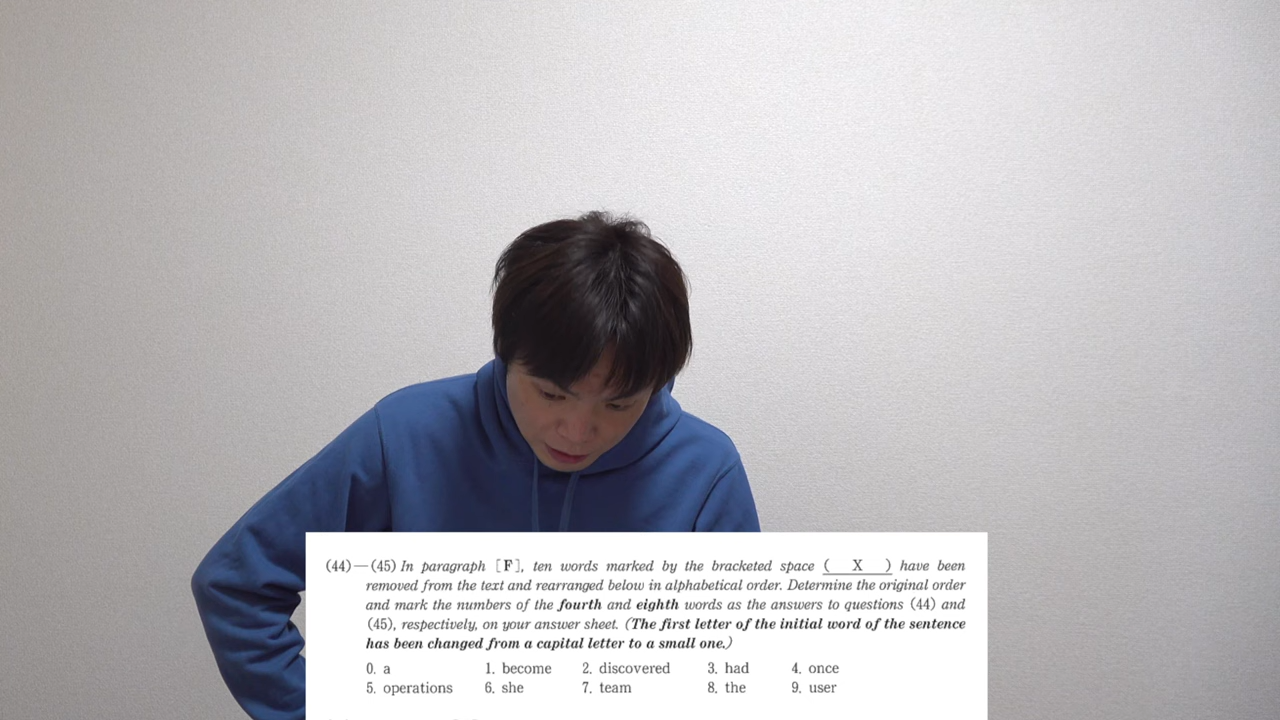 (44)—(45) In paragraph [F], ten words marked by the bracketed space ( X ) have been
removed from the text and rearranged below in alphabetical order. Determine the original order
and mark the numbers of the fourth and eighth words as the answers to questions (44) and
(45), respectively, on your answer sheet. (The first letter of the initial word of the sentence
has been changed from a capital letter to a small one.)
0. a 1. become 2. discovered 3. had 4. once
5. operations 6. she 7. team 8. the 9. user